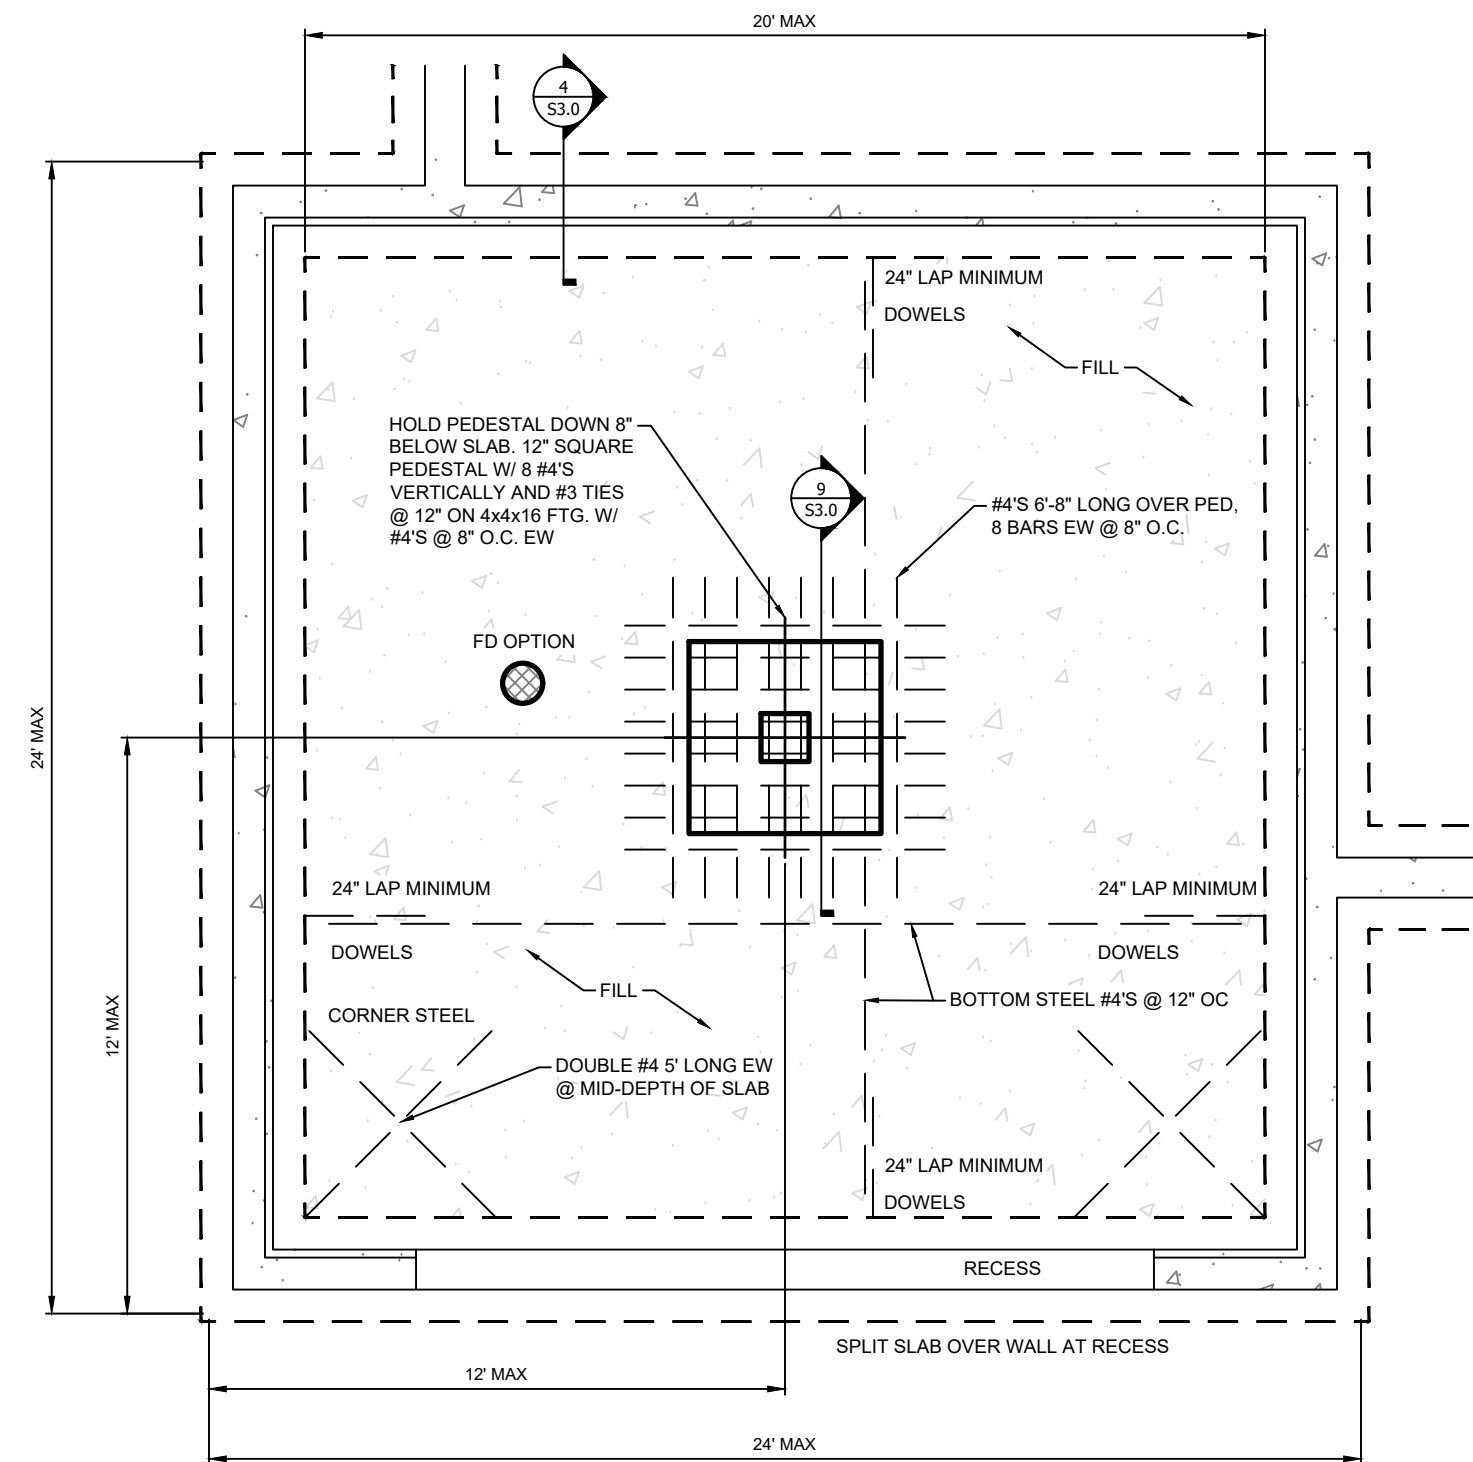 20' MAX
4
S3.0
24" LAP MINIMUM
DOWELS
FILL
HOLD PEDESTAL DOWN 8"
BELOW SLAB. 12" SQUARE
PEDESTAL W/ 8 #4'S
VERTICALLY AND #3 TIES
@ 12" ON 4x4x16 FTG. W/
#4'S @ 8" O.C. EW
9
S3.0
#4'S 6'-8" LONG OVER PED,
8 BARS EW @ 8" O.C.
FD OPTION
24' MAX
24" LAP MINIMUM
24" LAP MINIMUM
DOWELS
DOWELS
FILL
BOTTOM STEEL #4'S @ 12" OC
CORNER STEEL
12' MAX
DOUBLE #4 5' LONG EW
@ MID-DEPTH OF SLAB
24" LAP MINIMUM
DOWELS
RECESS
SPLIT SLAB OVER WALL AT RECESS
12' MAX
24' MAX